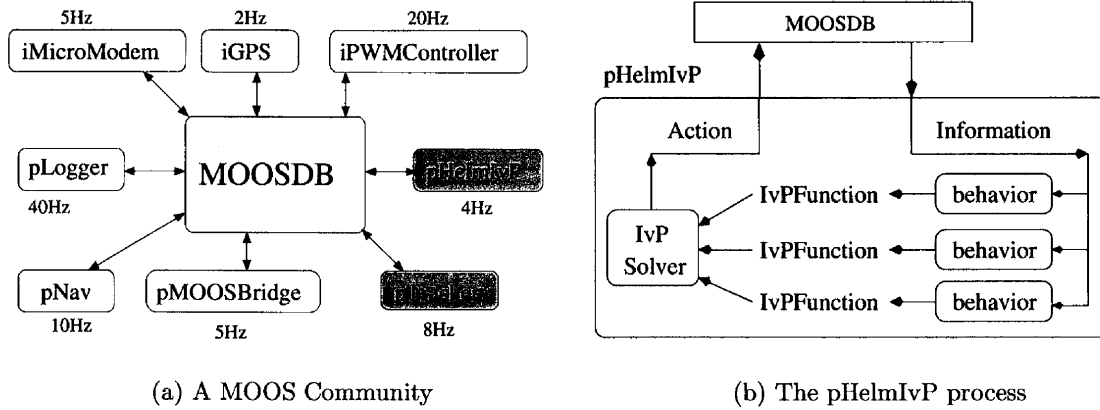 5Hz
2Hz
20Hz
iMicroModem
iGPS
iPWMController
pLogger
MOOSDB
pHelmIvP
40Hz
4Hz
pNav
pMOOSBridge
10Hz
5Hz
8Hz
(a) A MOOS Community
MOOSDB
pHelmIvP
Action
Information
IvPFunction
behavior
IvP
Solver
IvPFunction
behavior
IvPFunction
behavior
(b) The pHelmIvP process